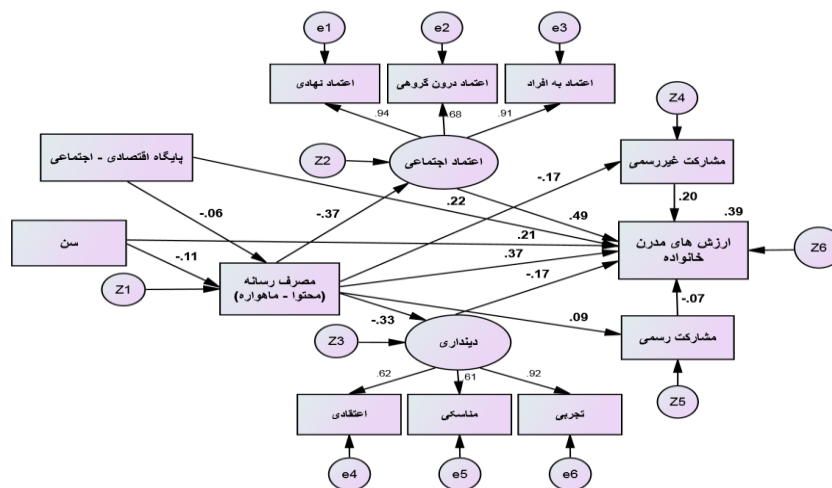 e1
e2
e3
اعتماد نهادی
اعتماد درون گروهی
اعتماد به افراد
.94
.68
.91
Z4
Z2
اعتماد اجتماعی
پایگاه اقتصادی - اجتماعی
مشارکت غیررسمی
-.17
-.06
-.37
.22
.49
.20
.39
سن
.21
ارزش های مدرن
خانواده
Z6
-.11
.37
Z1
مصرف رسانه
(محتوا - ماهواره)
-.17
-.07
-.33
.09
Z3
دینداری
مشارکت رسمی
.62
.61
.92
Z5
اعتقادی
مناسکی
تجربی
e4
e5
e6